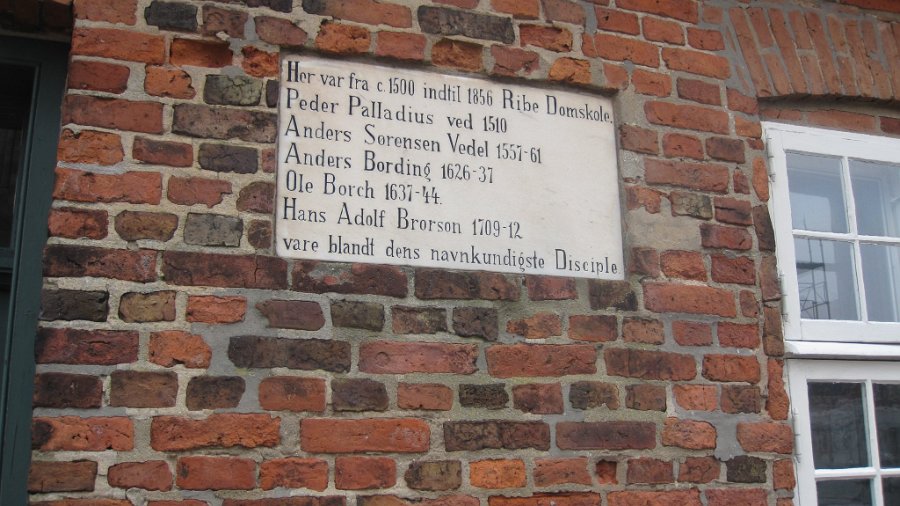 Her var fra c. 1500 indtil 1856 Ribe Domskole.
Peder Palladius ved 1510
Anders Sørensen Vedel 1557-61
Anders Bording 1626-37
Ole Borch 1637-44.
Hans Adolf Brorson 1709-12
vare blandt dens navnkundigste Disciple.